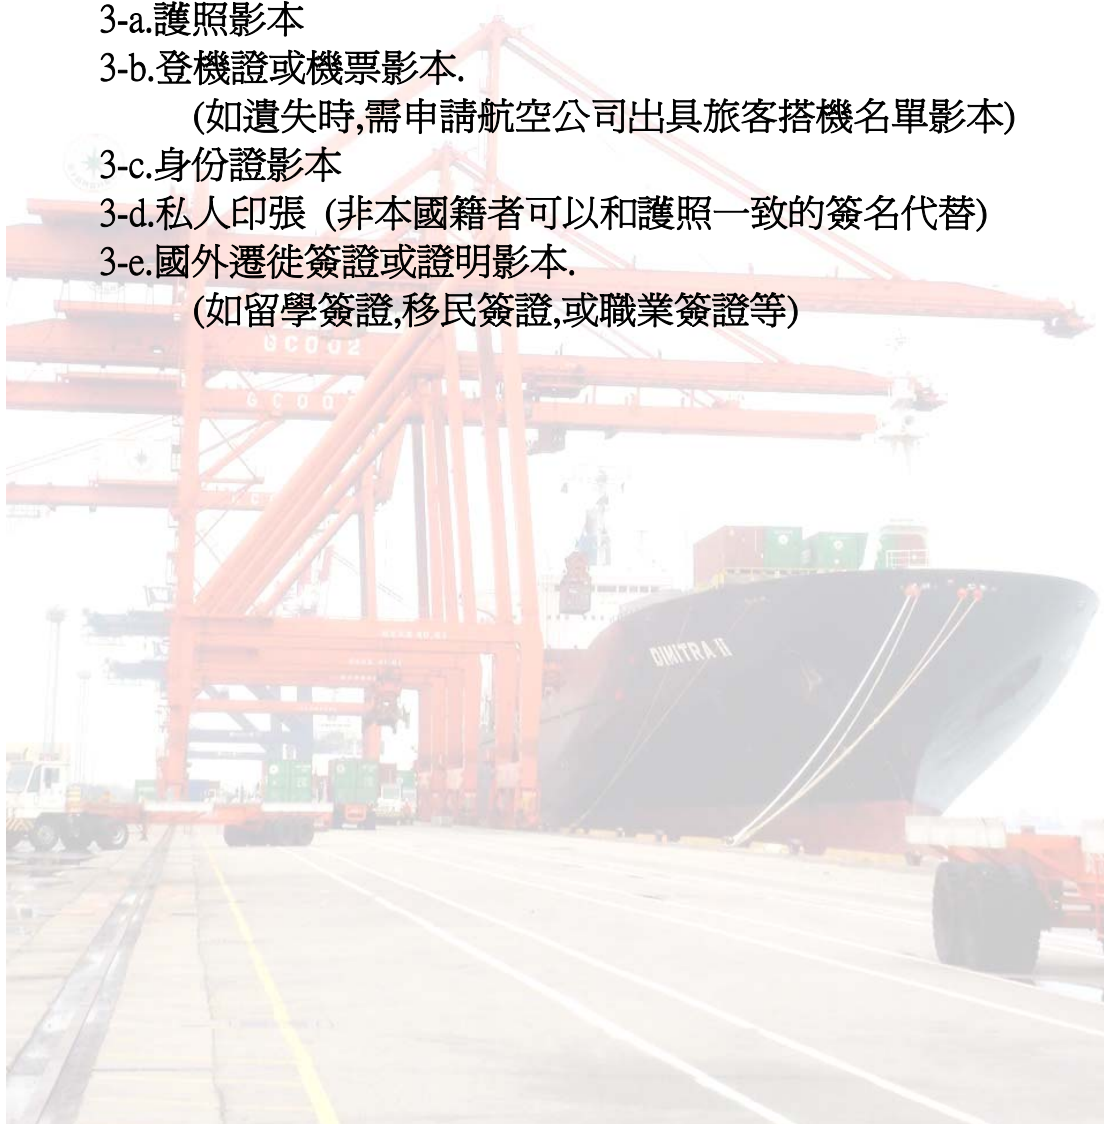 3-a.護照影本
3-b.登機證或機票影本.
(如遺失時,需申請航空公司出具旅客搭機名單影本)
3-c.身份證影本
3-d.私人印張 (非本國籍者可以和護照一致的簽名代替)
3-e.國外遷徙簽證或證明影本.
(如留學簽證,移民簽證,或職業簽證等)
GC002
DIMITRA II